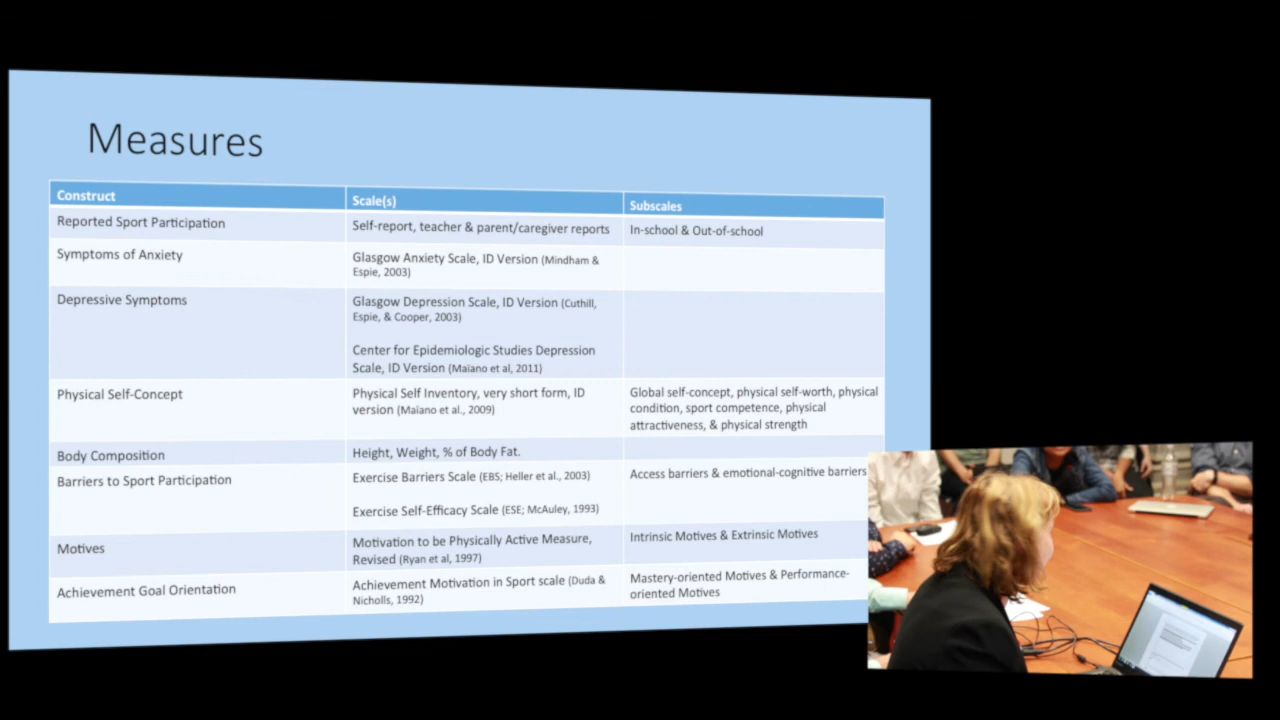 Measures
Construct
Scale(s)
Subscales
Reported Sport Participation
Self-report, teacher & parent/caregiver reports
In-school & Out-of-school
Symptoms of Anxiety
Glasgow Anxiety Scale, ID Version (Mindham &
Espie, 2003)
Depressive Symptoms
Glasgow Depression Scale, ID Version (Cuthill,
Espie, & Cooper, 2003)
Center for Epidemiologic Studies Depression
Scale, ID Version (Maïano et al, 2011)
Physical Self-Concept
Physical Self Inventory, very short form, ID
version (Maïano et al., 2009)
Global self-concept, physical self-worth, physical
condition, sport competence, physical
attractiveness, & physical strength
Body Composition
Height, Weight, % of Body Fat.
Barriers to Sport Participation
Exercise Barriers Scale (EBS; Heller et al., 2003)
Exercise Self-Efficacy Scale (ESE; McAuley, 1993)
Access barriers & emotional-cognitive barriers
Motives
Motivation to be Physically Active Measure,
Revised (Ryan et al, 1997)
Intrinsic Motives & Extrinsic Motives
Achievement Goal Orientation
Achievement Motivation in Sport scale (Duda &
Nicholls, 1992)
Mastery-oriented Motives & Performance-
oriented Motives